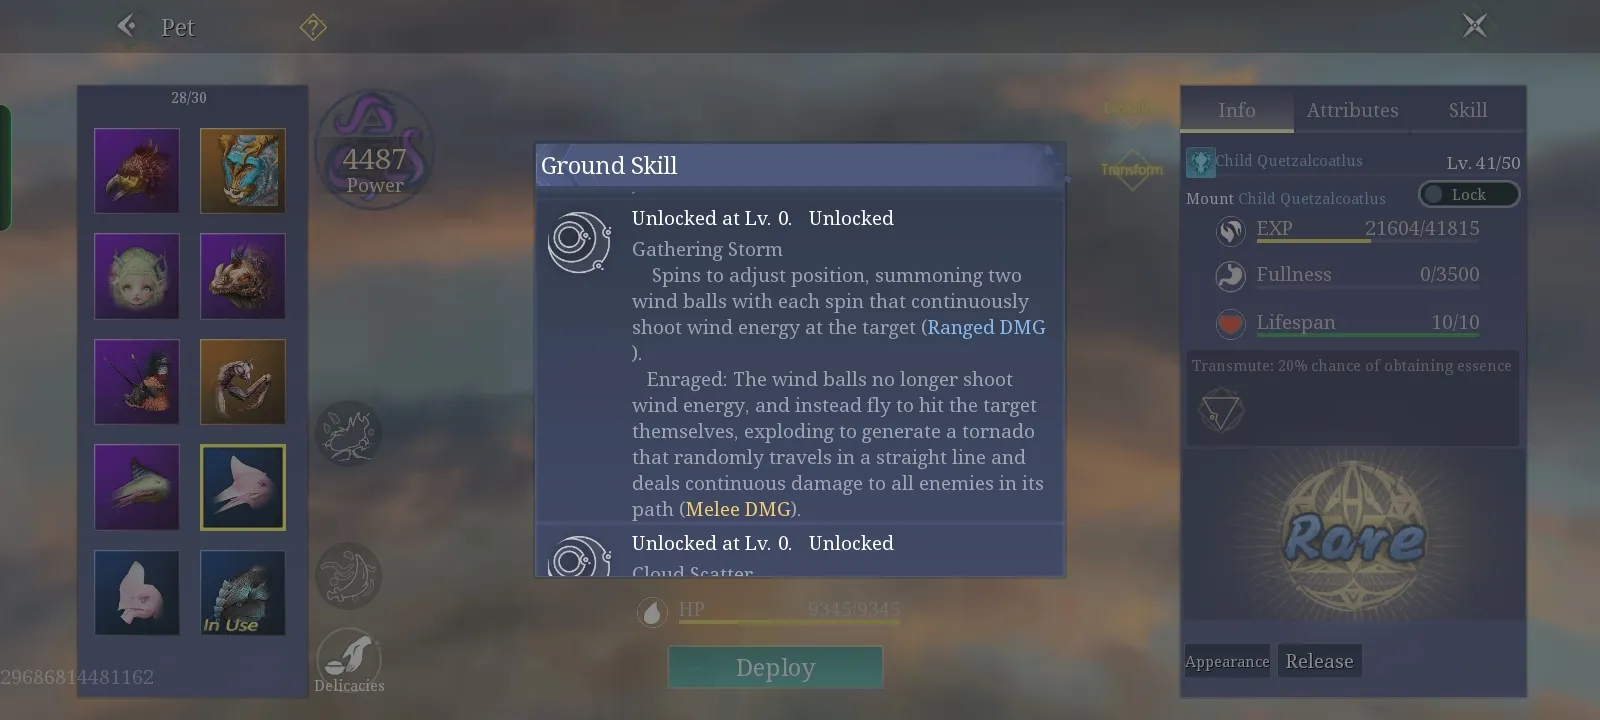 Pet
?
28/30
4487
Power
In Use
29686814481162
Delicacies
Ground Skill
Unlocked at Lv. 0. Unlocked
Gathering Storm
Spins to adjust position, summoning two
wind balls with each spin that continuously
shoot wind energy at the target (Ranged DMG
).
Enraged: The wind balls no longer shoot
wind energy, and instead fly to hit the target
themselves, exploding to generate a tornado
that randomly travels in a straight line and
deals continuous damage to all enemies in its
path (Melee DMG).
Unlocked at Lv. 0. Unlocked
Cloud Scatter
HP 9345/9345
Deploy
Transform
Info Attributes Skill
Child Quetzalcoatlus Lv. 41/50
Mount Child Quetzalcoatlus Lock
EXP 21604/41815
Fullness 0/3500
Lifespan 10/10
Transmute: 20% chance of obtaining essence
Rare
Appearance Release